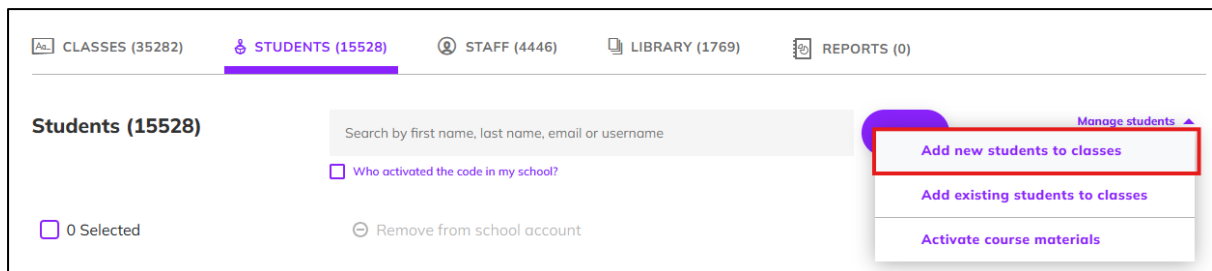 Aa.. CLASSES (35282)
STUDENTS (15528)
STAFF (4446)
LIBRARY (1769)
REPORTS (0)
Students (15528)
Search by first name, last name, email or username
Manage students
Who activated the code in my school?
Add new students to classes
Add existing students to classes
Activate course materials
0 Selected
Remove from school account